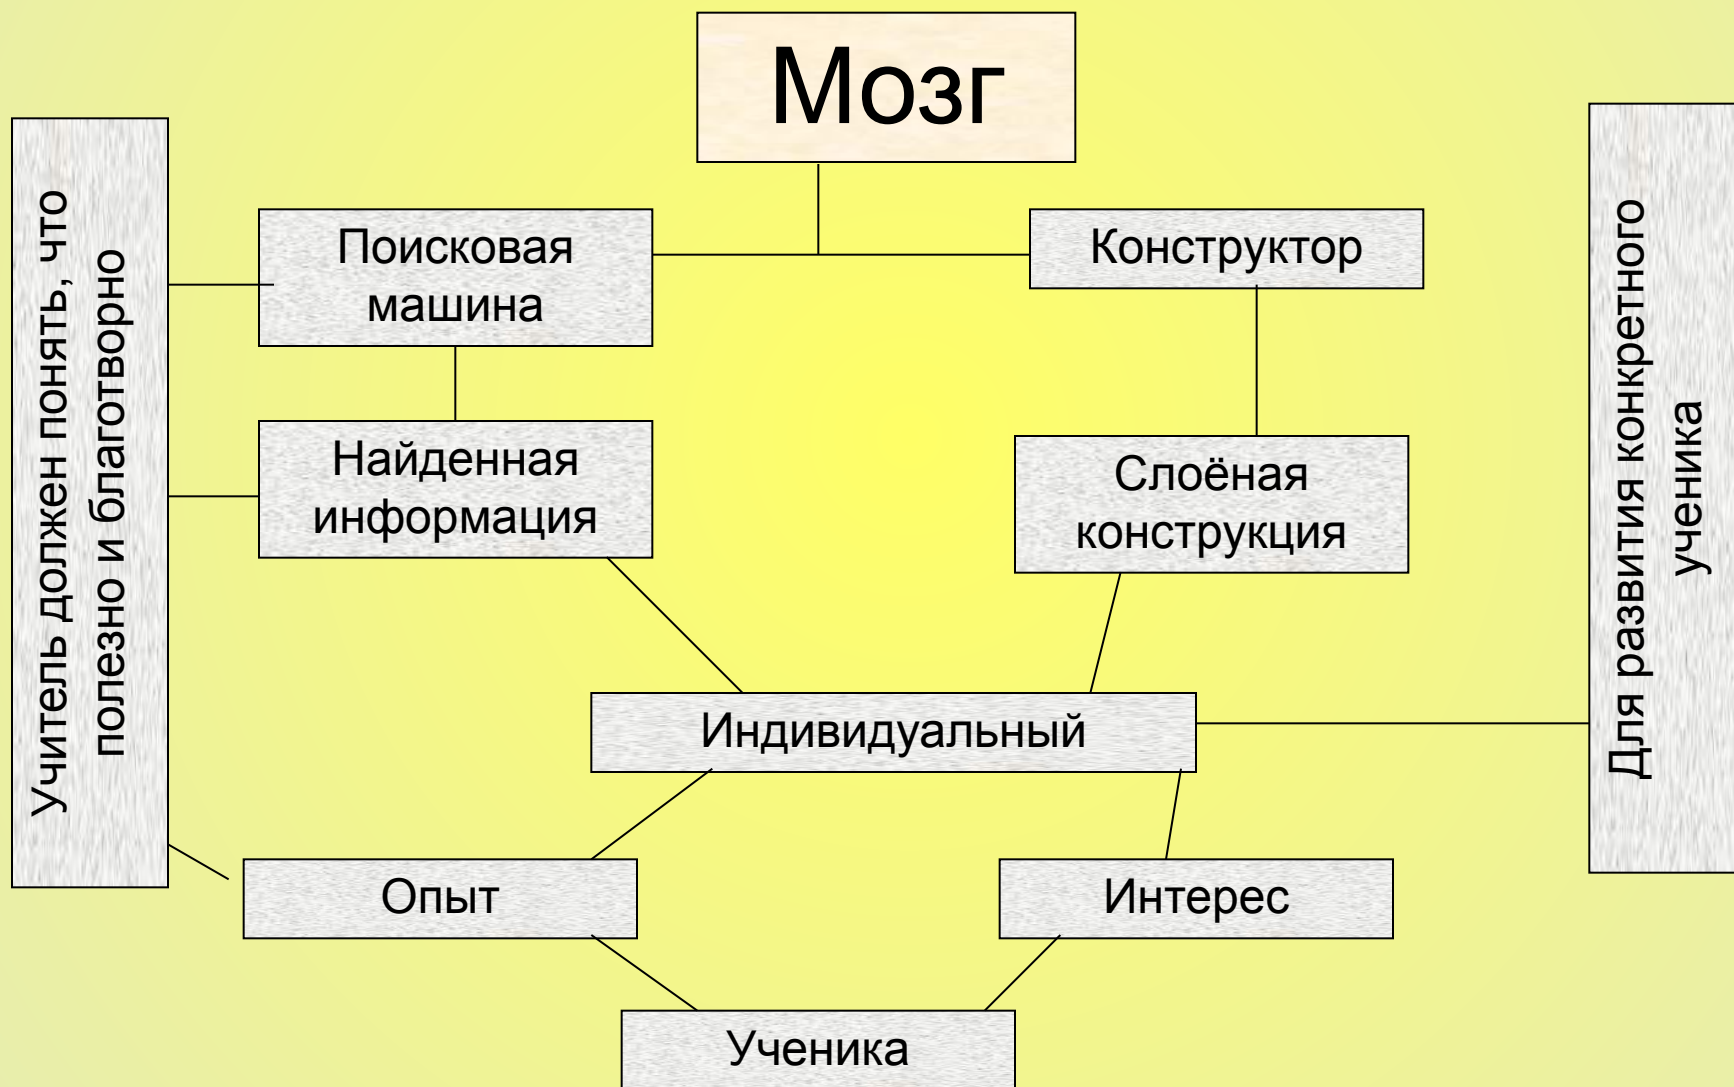 Мозг
Учитель должен понять, что
полезно и благотворно
Поисковая
машина
Конструктор
Для развития конкретного
ученика
Найденная
информация
Слоёная
конструкция
Индивидуальный
Опыт
Интерес
Ученика